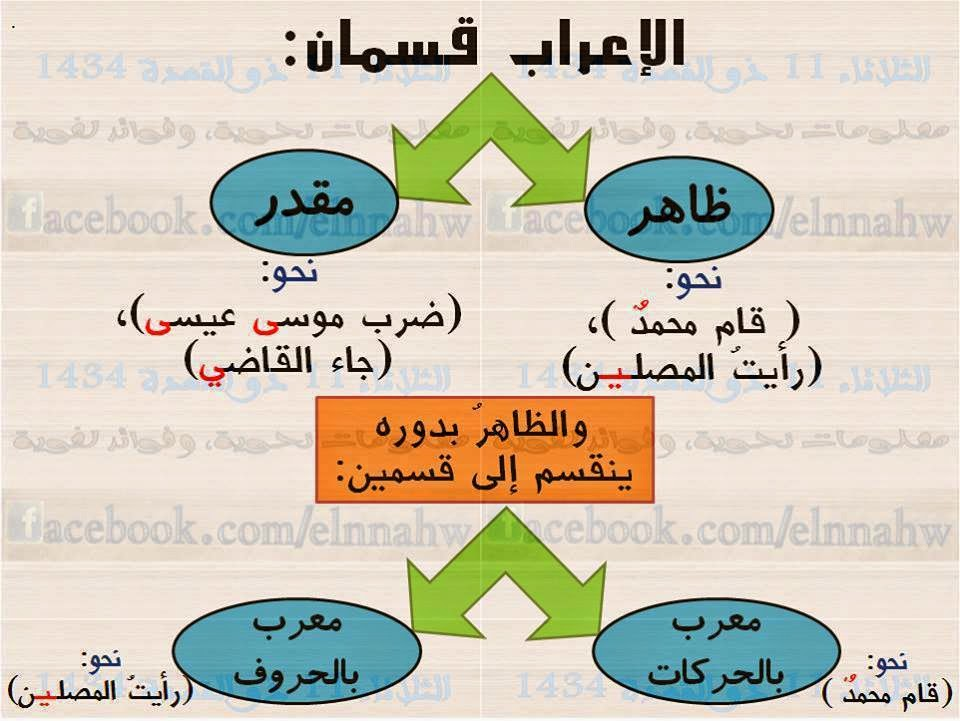 الإعراب قسمان:
ظاهر
نحو:
( قام محمدٌ )،
(رأيتُ المصلـيـن)
مقدر
نحو:
(ضرب موسى عيسى)،
(جاء القاضي)
والظاهرُ بدوره
ينقسم إلى قسمين:
معرب
بالحركات
نحو:
(قام محمدٌ )
معرب
بالحروف
نحو:
(رأيتُ المصلـيـن)
الثلاثاء 11 ذو القعدة 1434
معلومات نحوية، وفوائد لغوية
facebook.com/elnnahw